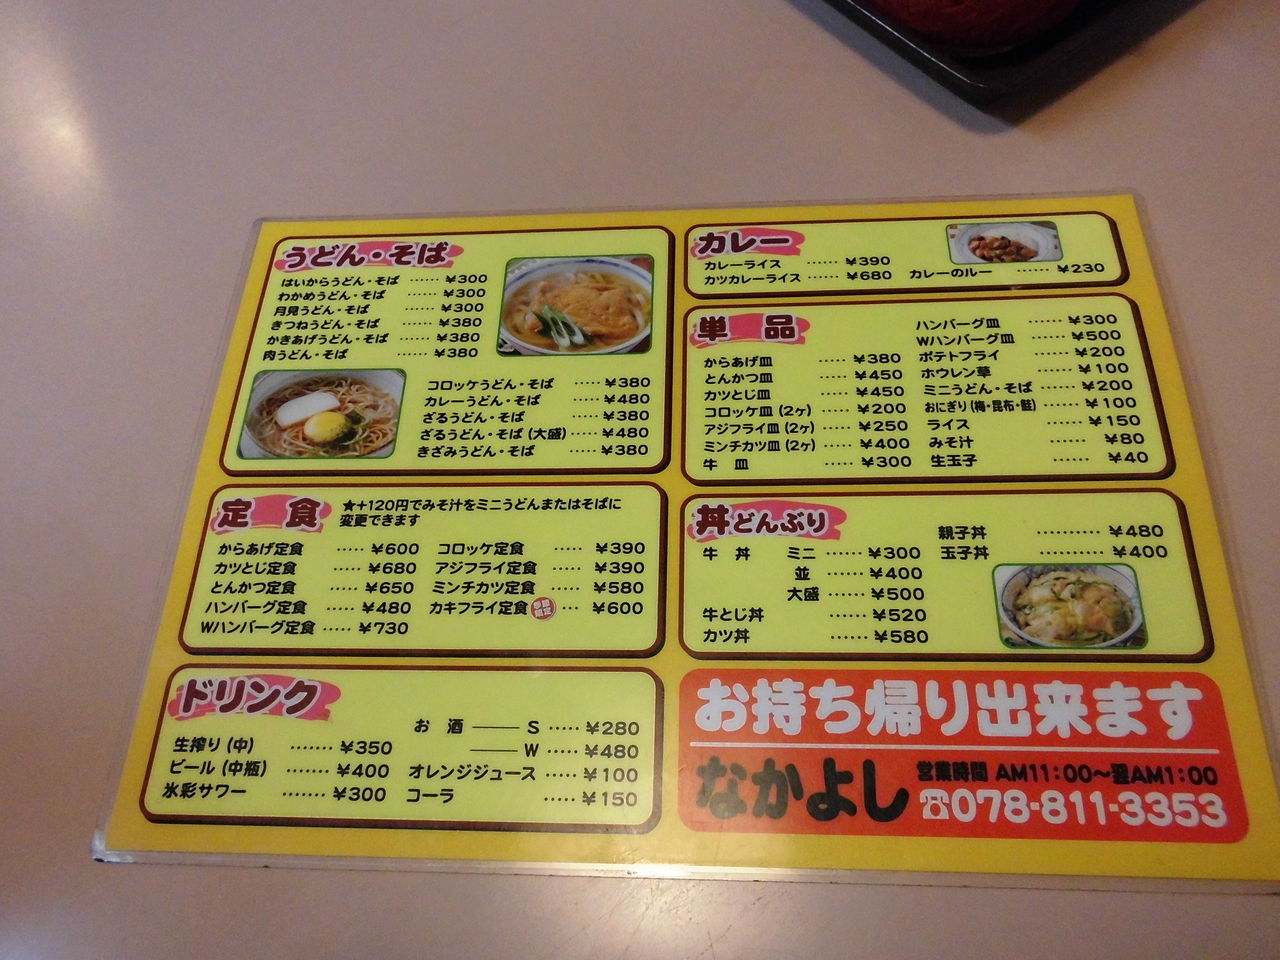 うどん・そば
はいからうどん・そば ······ ¥300
わかめうどん・そば ······ ¥300
月見うどん・そば ······ ¥300
きつねうどん・そば ······ ¥380
かきあげうどん・そば ······ ¥380
肉うどん・そば ······ ¥380
コロッケうどん・そば ····· ¥380
カレーうどん・そば ····· ¥480
ざるうどん・そば ····· ¥380
ざるうどん・そば (大盛) ····· ¥480
きざみうどん・そば ····· ¥380
定 食
★+120円でみそ汁をミニうどんまたはそばに
変更できます
からあげ定食 ····· ¥600
カツとじ定食 ····· ¥680
とんかつ定食 ····· ¥650
ハンバーグ定食 ····· ¥480
Wハンバーグ定食 ····· ¥730
コロッケ定食 ····· ¥390
アジフライ定食 ····· ¥390
ミンチカツ定食 ····· ¥580
カキフライ定食 ··· ¥600
ドリンク
生搾り (中) ······· ¥350
ビール (中瓶) ······· ¥400
氷彩サワー ······· ¥300
お 酒 ─── S ····· ¥280
─── W ····· ¥480
オレンジジュース ····· ¥100
コーラ ····· ¥150
カレー
カレーライス ······ ¥390
カツカレーライス ······ ¥680
カレーのルー ······ ¥230
単 品
からあげ皿 ······ ¥380
とんかつ皿 ······ ¥450
カツとじ皿 ······ ¥450
コロッケ皿 (2ヶ) ······ ¥200
アジフライ皿 (2ヶ) ······ ¥250
ミンチカツ皿 (2ヶ) ······ ¥400
牛 皿 ······ ¥300
ハンバーグ皿 ······ ¥300
Wハンバーグ皿 ······ ¥500
ポテトフライ ······ ¥200
ホウレン草 ······ ¥100
ミニうどん・そば ······ ¥200
おにぎり (梅・昆布・鮭) ······ ¥100
ライス ······ ¥150
みそ汁 ······ ¥80
生玉子 ······ ¥40
丼 どんぶり
牛 丼 ミニ ······ ¥300
並 ······ ¥400
大盛 ······ ¥500
牛とじ丼 ······ ¥520
カツ丼 ······ ¥580
親子丼 ·········· ¥480
玉子丼 ·········· ¥400
お持ち帰り出来ます
なかよし
営業時間 AM11:00〜翌AM1:00
☎078-811-3353